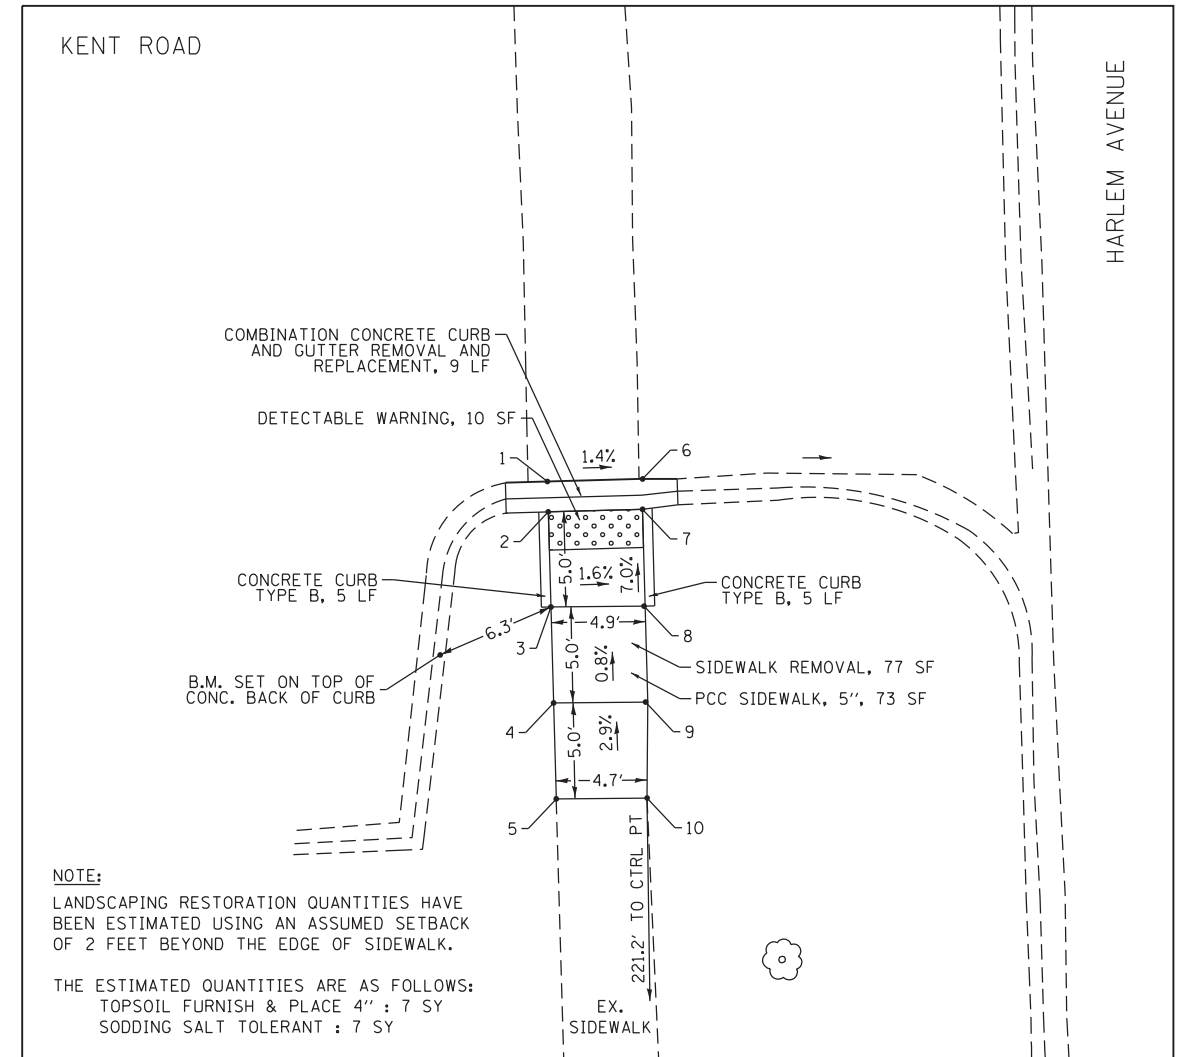 KENT ROAD
HARLEM AVENUE
COMBINATION CONCRETE CURB
AND GUTTER REMOVAL AND
REPLACEMENT, 9 LF
DETECTABLE WARNING, 10 SF
1
1.4%
6
2
7
5.0'
1.6%
7.0%
CONCRETE CURB
TYPE B, 5 LF
CONCRETE CURB
TYPE B, 5 LF
6.3'
3
4.9'
8
5.0'
0.8%
SIDEWALK REMOVAL, 77 SF
B.M. SET ON TOP OF
CONC. BACK OF CURB
PCC SIDEWALK, 5", 73 SF
4
5.0'
2.9%
9
4.7'
5
10
221.2' TO CTRL PT
NOTE:
LANDSCAPING RESTORATION QUANTITIES HAVE
BEEN ESTIMATED USING AN ASSUMED SETBACK
OF 2 FEET BEYOND THE EDGE OF SIDEWALK.
THE ESTIMATED QUANTITIES ARE AS FOLLOWS:
TOPSOIL FURNISH & PLACE 4" : 7 SY
SODDING SALT TOLERANT : 7 SY
EX.
SIDEWALK